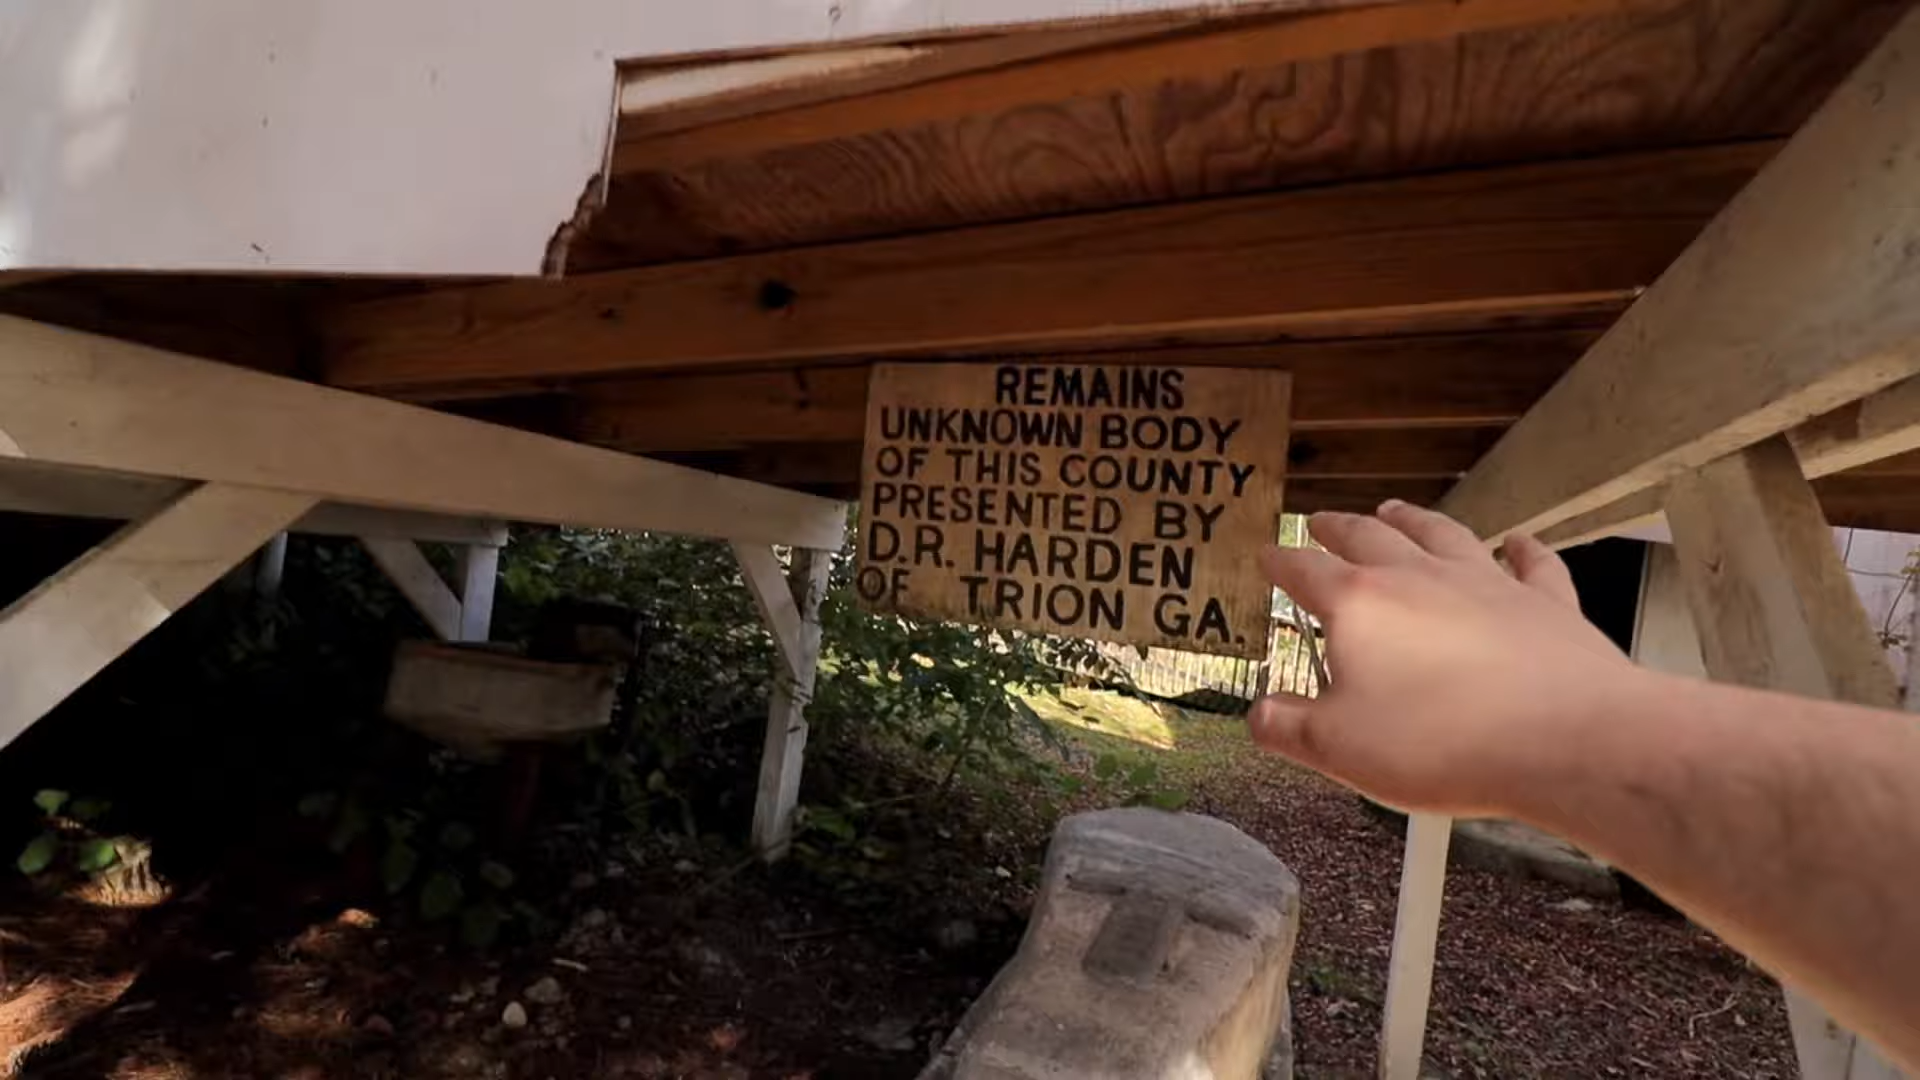 REMAINS
UNKNOWN BODY
OF THIS COUNTY
PRESENTED BY
D.R. HARDEN
OF TRION GA.